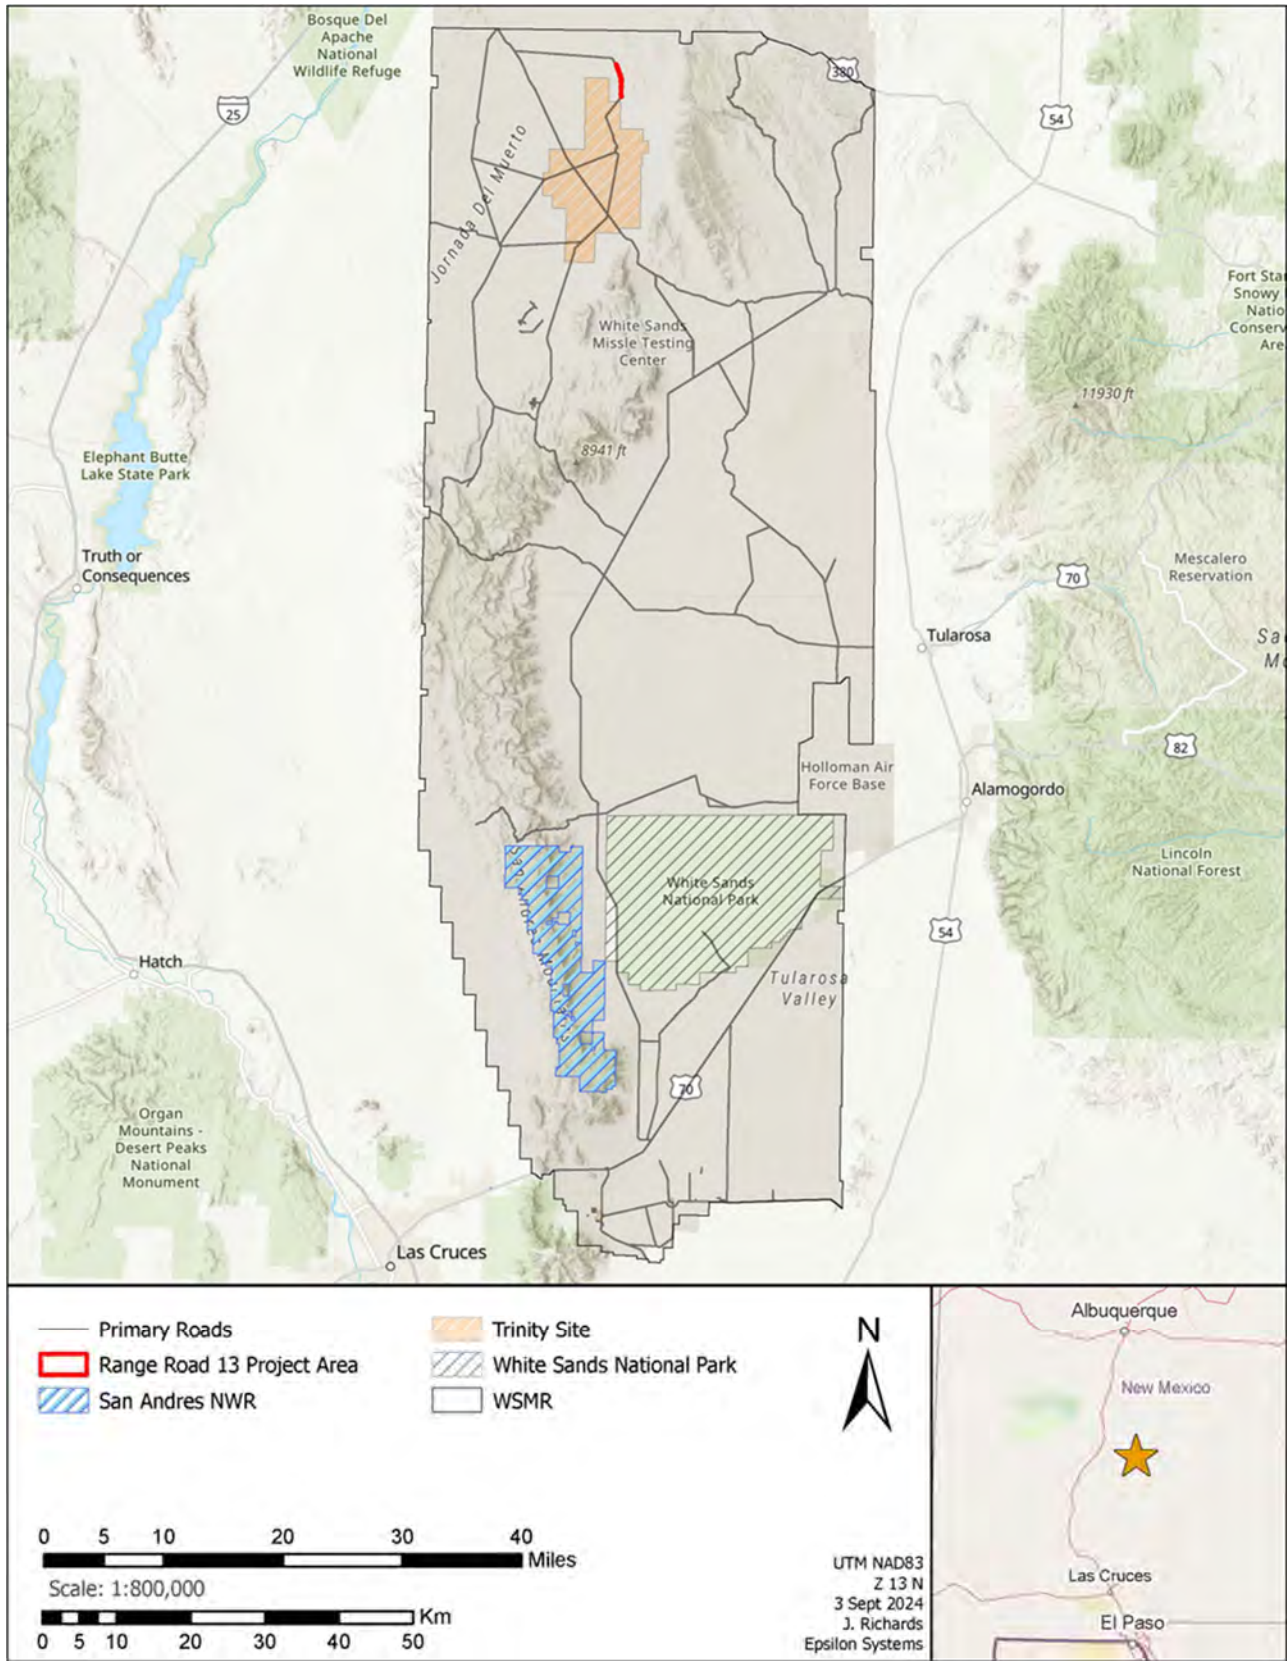 Bosque Del
Apache
National
Wildlife Refuge
25
380
54
Jornada Del Muerto
Fort Sta
Snowy
Natio
Conserv
Are
White Sands
Missle Testing
Center
11930 ft
8941 ft
Elephant Butte
Lake State Park
Truth or
Consequences
Mescalero
Reservation
70
Tularosa
Sa
Mo
82
Holloman Air
Force Base
Alamogordo
Lincoln
National Forest
White Sands
National Park
San Andres Mountains
54
Hatch
Tularosa
Valley
70
Organ
Mountains -
Desert Peaks
National
Monument
Las Cruces
Primary Roads
Range Road 13 Project Area
San Andres NWR
Trinity Site
White Sands National Park
WSMR
N
0 5 10 20 30 40
Miles
Scale: 1:800,000
Km
0 5 10 20 30 40 50
UTM NAD83
Z 13 N
3 Sept 2024
J. Richards
Epsilon Systems
Albuquerque
New Mexico
Las Cruces
El Paso